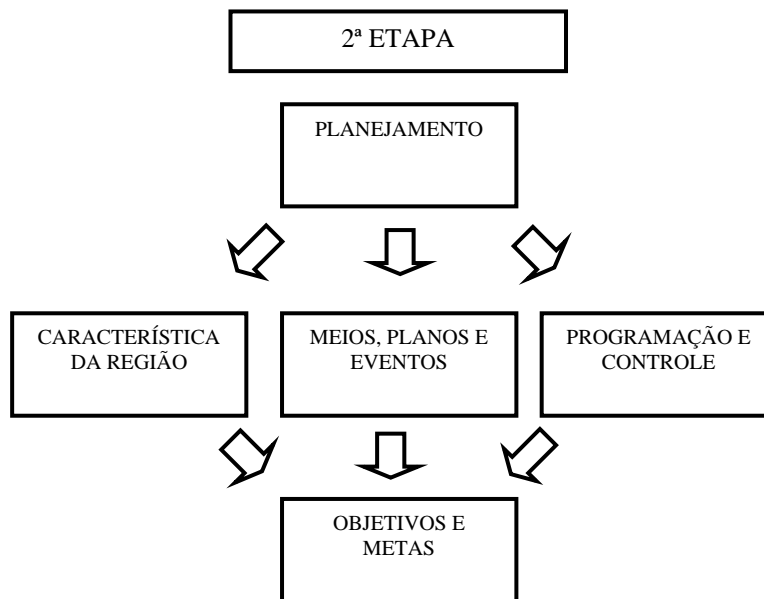 2ª ETAPA
PLANEJAMENTO
CARACTERÍSTICA
DA REGIÃO
MEIOS, PLANOS E
EVENTOS
PROGRAMAÇÃO E
CONTROLE
OBJETIVOS E
METAS